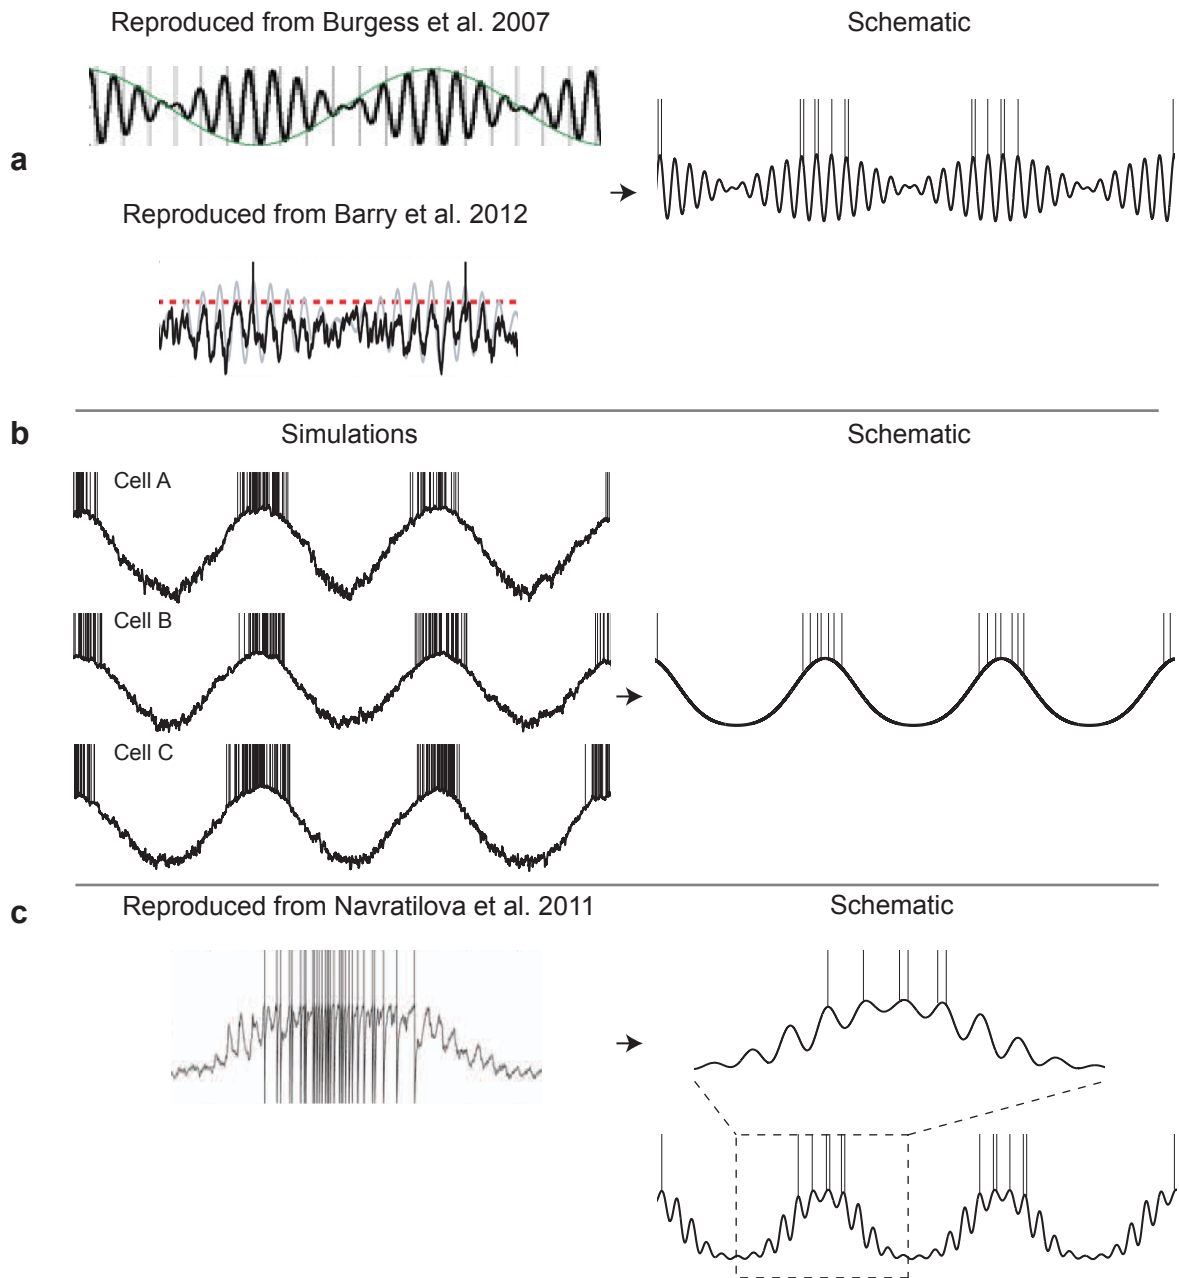 Reproduced from Burgess et al. 2007
Schematic
a
Reproduced from Barry et al. 2012
b
Simulations
Schematic
Cell A
Cell B
Cell C
c
Reproduced from Navratilova et al. 2011
Schematic